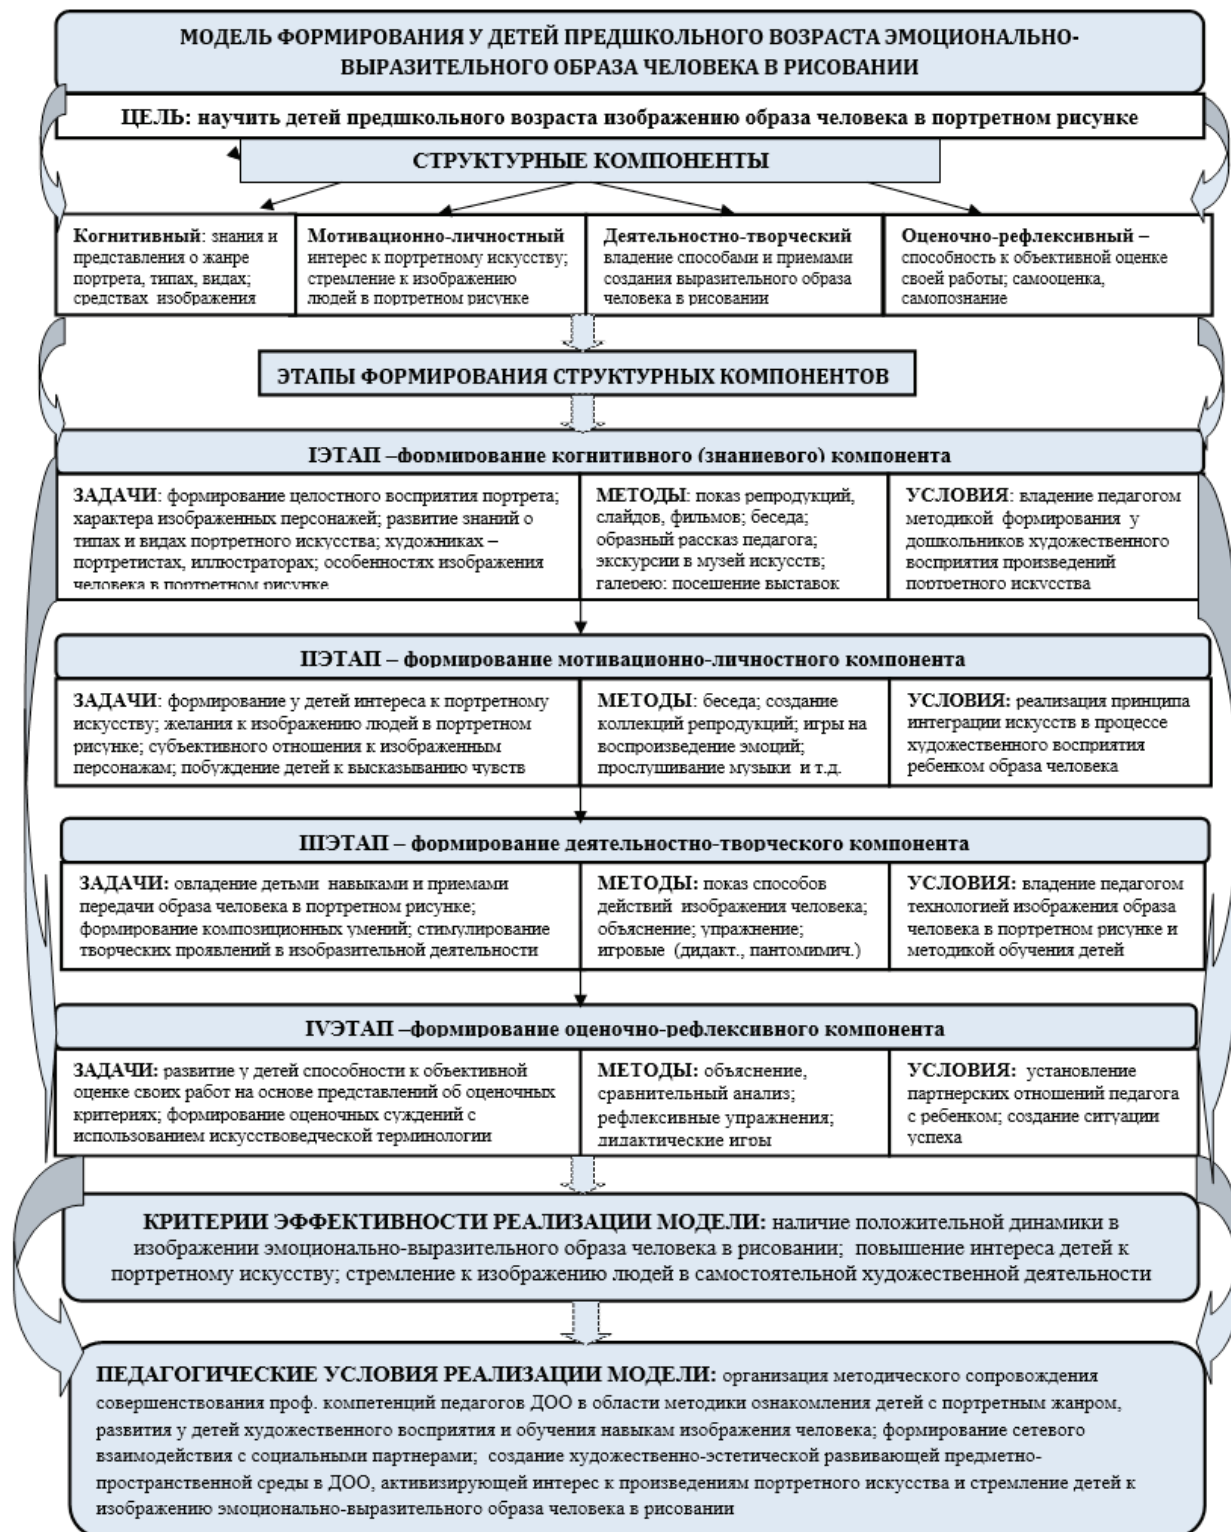 МОДЕЛЬ ФОРМИРОВАНИЯ У ДЕТЕЙ ПРЕДШКОЛЬНОГО ВОЗРАСТА ЭМОЦИОНАЛЬНО-
ВЫРАЗИТЕЛЬНОГО ОБРАЗА ЧЕЛОВЕКА В РИСОВАНИИ
ЦЕЛЬ: научить детей предшкольного возраста изображению образа человека в портретном рисунке
СТРУКТУРНЫЕ КОМПОНЕНТЫ
Когнитивный: знания и
представления о жанре
портрета, типах, видах;
средствах изображения
Мотивационно-личностный
интерес к портретному искусству;
стремление к изображению
людей в портретном рисунке
Деятельностно-творческий
владение способами и приемами
создания выразительного образа
человека в рисовании
Оценочно-рефлексивный –
способность к объективной оценке
своей работы; самооценка,
самопознание
ЭТАПЫ ФОРМИРОВАНИЯ СТРУКТУРНЫХ КОМПОНЕНТОВ
IЭТАП –формирование когнитивного (знаниевого) компонента
ЗАДАЧИ: формирование целостного восприятия портрета;
характера изображенных персонажей; развитие знаний о
типах и видах портретного искусства; художниках –
портретистах, иллюстраторах; особенностях изображения
человека в портретном рисунке
МЕТОДЫ: показ репродукций,
слайдов, фильмов; беседа;
образный рассказ педагога;
экскурсии в музей искусств;
галерею; посещение выставок
УСЛОВИЯ: владение педагогом
методикой формирования у
дошкольников художественного
восприятия произведений
портретного искусства
IIЭТАП – формирование мотивационно-личностного компонента
ЗАДАЧИ: формирование у детей интереса к портретному
искусству; желания к изображению людей в портретном
рисунке; субъективного отношения к изображенным
персонажам; побуждение детей к высказыванию чувств
МЕТОДЫ: беседа; создание
коллекций репродукций; игры на
воспроизведение эмоций;
прослушивание музыки и т.д.
УСЛОВИЯ: реализация принципа
интеграции искусств в процессе
художественного восприятия
ребенком образа человека
IIIЭТАП – формирование деятельностно-творческого компонента
ЗАДАЧИ: овладение детьми навыками и приемами
передачи образа человека в портретном рисунке;
формирование композиционных умений; стимулирование
творческих проявлений в изобразительной деятельности
МЕТОДЫ: показ способов
действий изображения человека;
объяснение; упражнение;
игровые (дидакт., пантомимич.)
УСЛОВИЯ: владение педагогом
технологией изображения образа
человека в портретном рисунке и
методикой обучения детей
IVЭТАП –формирование оценочно-рефлексивного компонента
ЗАДАЧИ: развитие у детей способности к объективной
оценке своих работ на основе представлений об оценочных
критериях; формирование оценочных суждений с
использованием искусствоведческой терминологии
МЕТОДЫ: объяснение,
сравнительный анализ;
рефлексивные упражнения;
дидактические игры
УСЛОВИЯ: установление
партнерских отношений педагога
с ребенком; создание ситуации
успеха
КРИТЕРИИ ЭФФЕКТИВНОСТИ РЕАЛИЗАЦИИ МОДЕЛИ: наличие положительной динамики в
изображении эмоционально-выразительного образа человека в рисовании; повышение интереса детей к
портретному искусству; стремление к изображению людей в самостоятельной художественной деятельности
ПЕДАГОГИЧЕСКИЕ УСЛОВИЯ РЕАЛИЗАЦИИ МОДЕЛИ: организация методического сопровождения
совершенствования проф. компетенций педагогов ДОО в области методики ознакомления детей с портретным жанром,
развития у детей художественного восприятия и обучения навыкам изображения человека; формирование сетевого
взаимодействия с социальными партнерами; создание художественно-эстетической развивающей предметно-
пространственной среды в ДОО, активизирующей интерес к произведениям портретного искусства и стремление детей к
изображению эмоционально-выразительного образа человека в рисовании